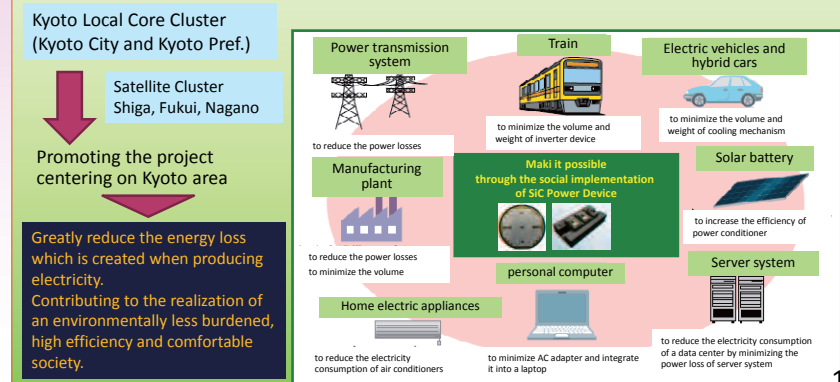 Kyoto Local Core Cluster
(Kyoto City and Kyoto Pref.)
Satellite Cluster
Shiga, Fukui, Nagano
Promoting the project
centering on Kyoto area
Greatly reduce the energy loss
which is created when producing
electricity.
Contributing to the realization of
an environmentally less burdened,
high efficiency and comfortable
society.
Power transmission
system
to reduce the power losses
Train
to minimize the volume and
weight of inverter device
Electric vehicles and
hybrid cars
to minimize the volume and
weight of cooling mechanism
Manufacturing
plant
to reduce the power losses
to minimize the volume
Maki it possible
through the social implementation
of SiC Power Device
Solar battery
to increase the efficiency of
power conditioner
Home electric appliances
to reduce the electricity
consumption of air conditioners
personal computer
to minimize AC adapter and integrate
it into a laptop
Server system
to reduce the electricity consumption
of a data center by minimizing the
power loss of server system